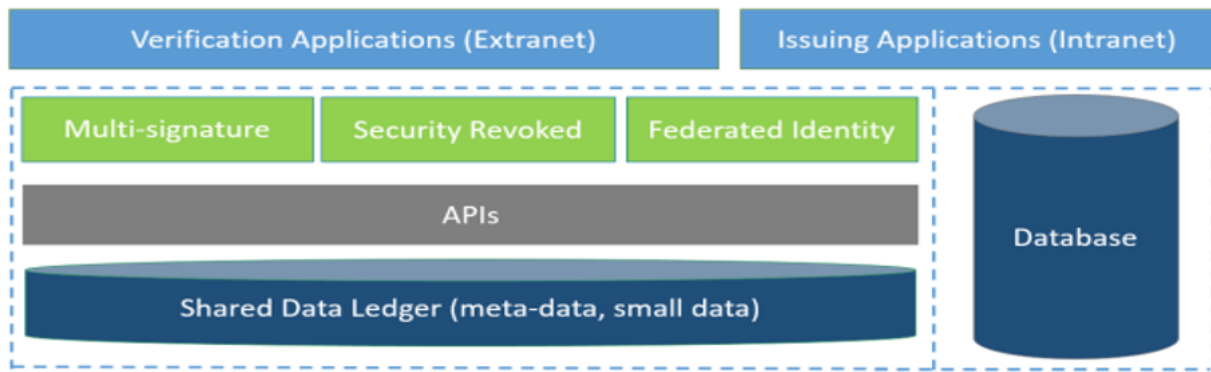 Verification Applications (Extranet)
Issuing Applications (Intranet)
Multi-signature
Security Revoked
Federated Identity
APIs
Database
Shared Data Ledger (meta-data, small data)